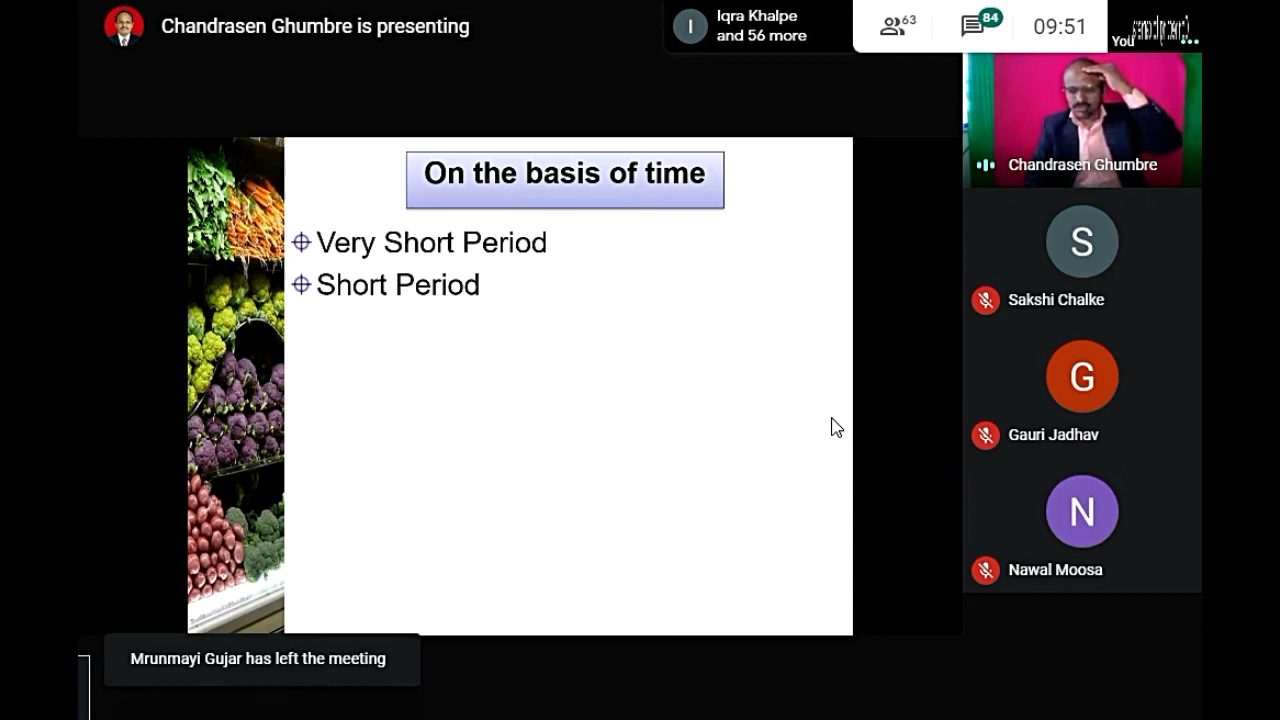 Chandrasen Ghumbre is presenting
I
Iqra Khalpe
and 56 more
63
84
09:51
You
Chandrasen Ghumbre
On the basis of time
Very Short Period
Short Period
S
Sakshi Chalke
G
Gauri Jadhav
N
Nawal Moosa
Mrunmayi Gujar has left the meeting